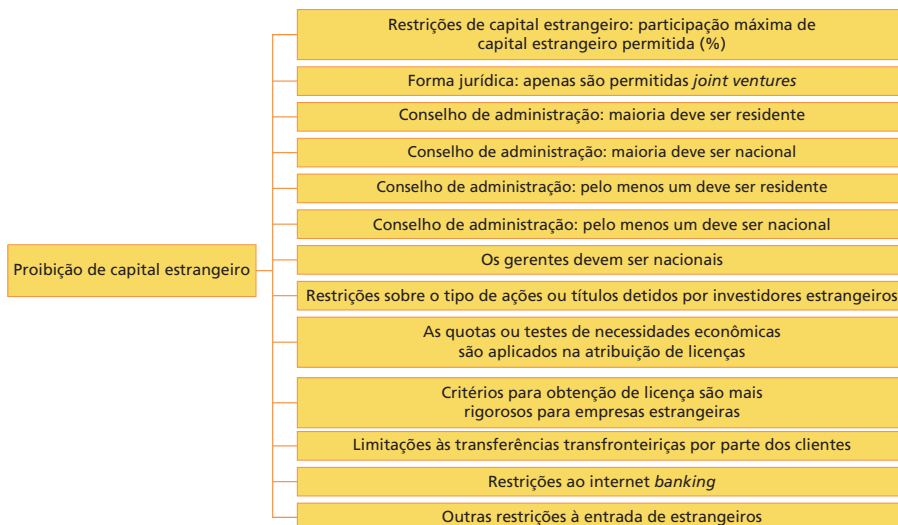 Restrições de capital estrangeiro: participação máxima de
capital estrangeiro permitida (%)
Forma jurídica: apenas são permitidas joint ventures
Conselho de administração: maioria deve ser residente
Conselho de administração: maioria deve ser nacional
Conselho de administração: pelo menos um deve ser residente
Conselho de administração: pelo menos um deve ser nacional
Proibição de capital estrangeiro
Os gerentes devem ser nacionais
Restrições sobre o tipo de ações ou títulos detidos por investidores estrangeiros
As quotas ou testes de necessidades econômicas
são aplicados na atribuição de licenças
Critérios para obtenção de licença são mais
rigorosos para empresas estrangeiras
Limitações às transferências transfronteiriças por parte dos clientes
Restrições ao internet banking
Outras restrições à entrada de estrangeiros